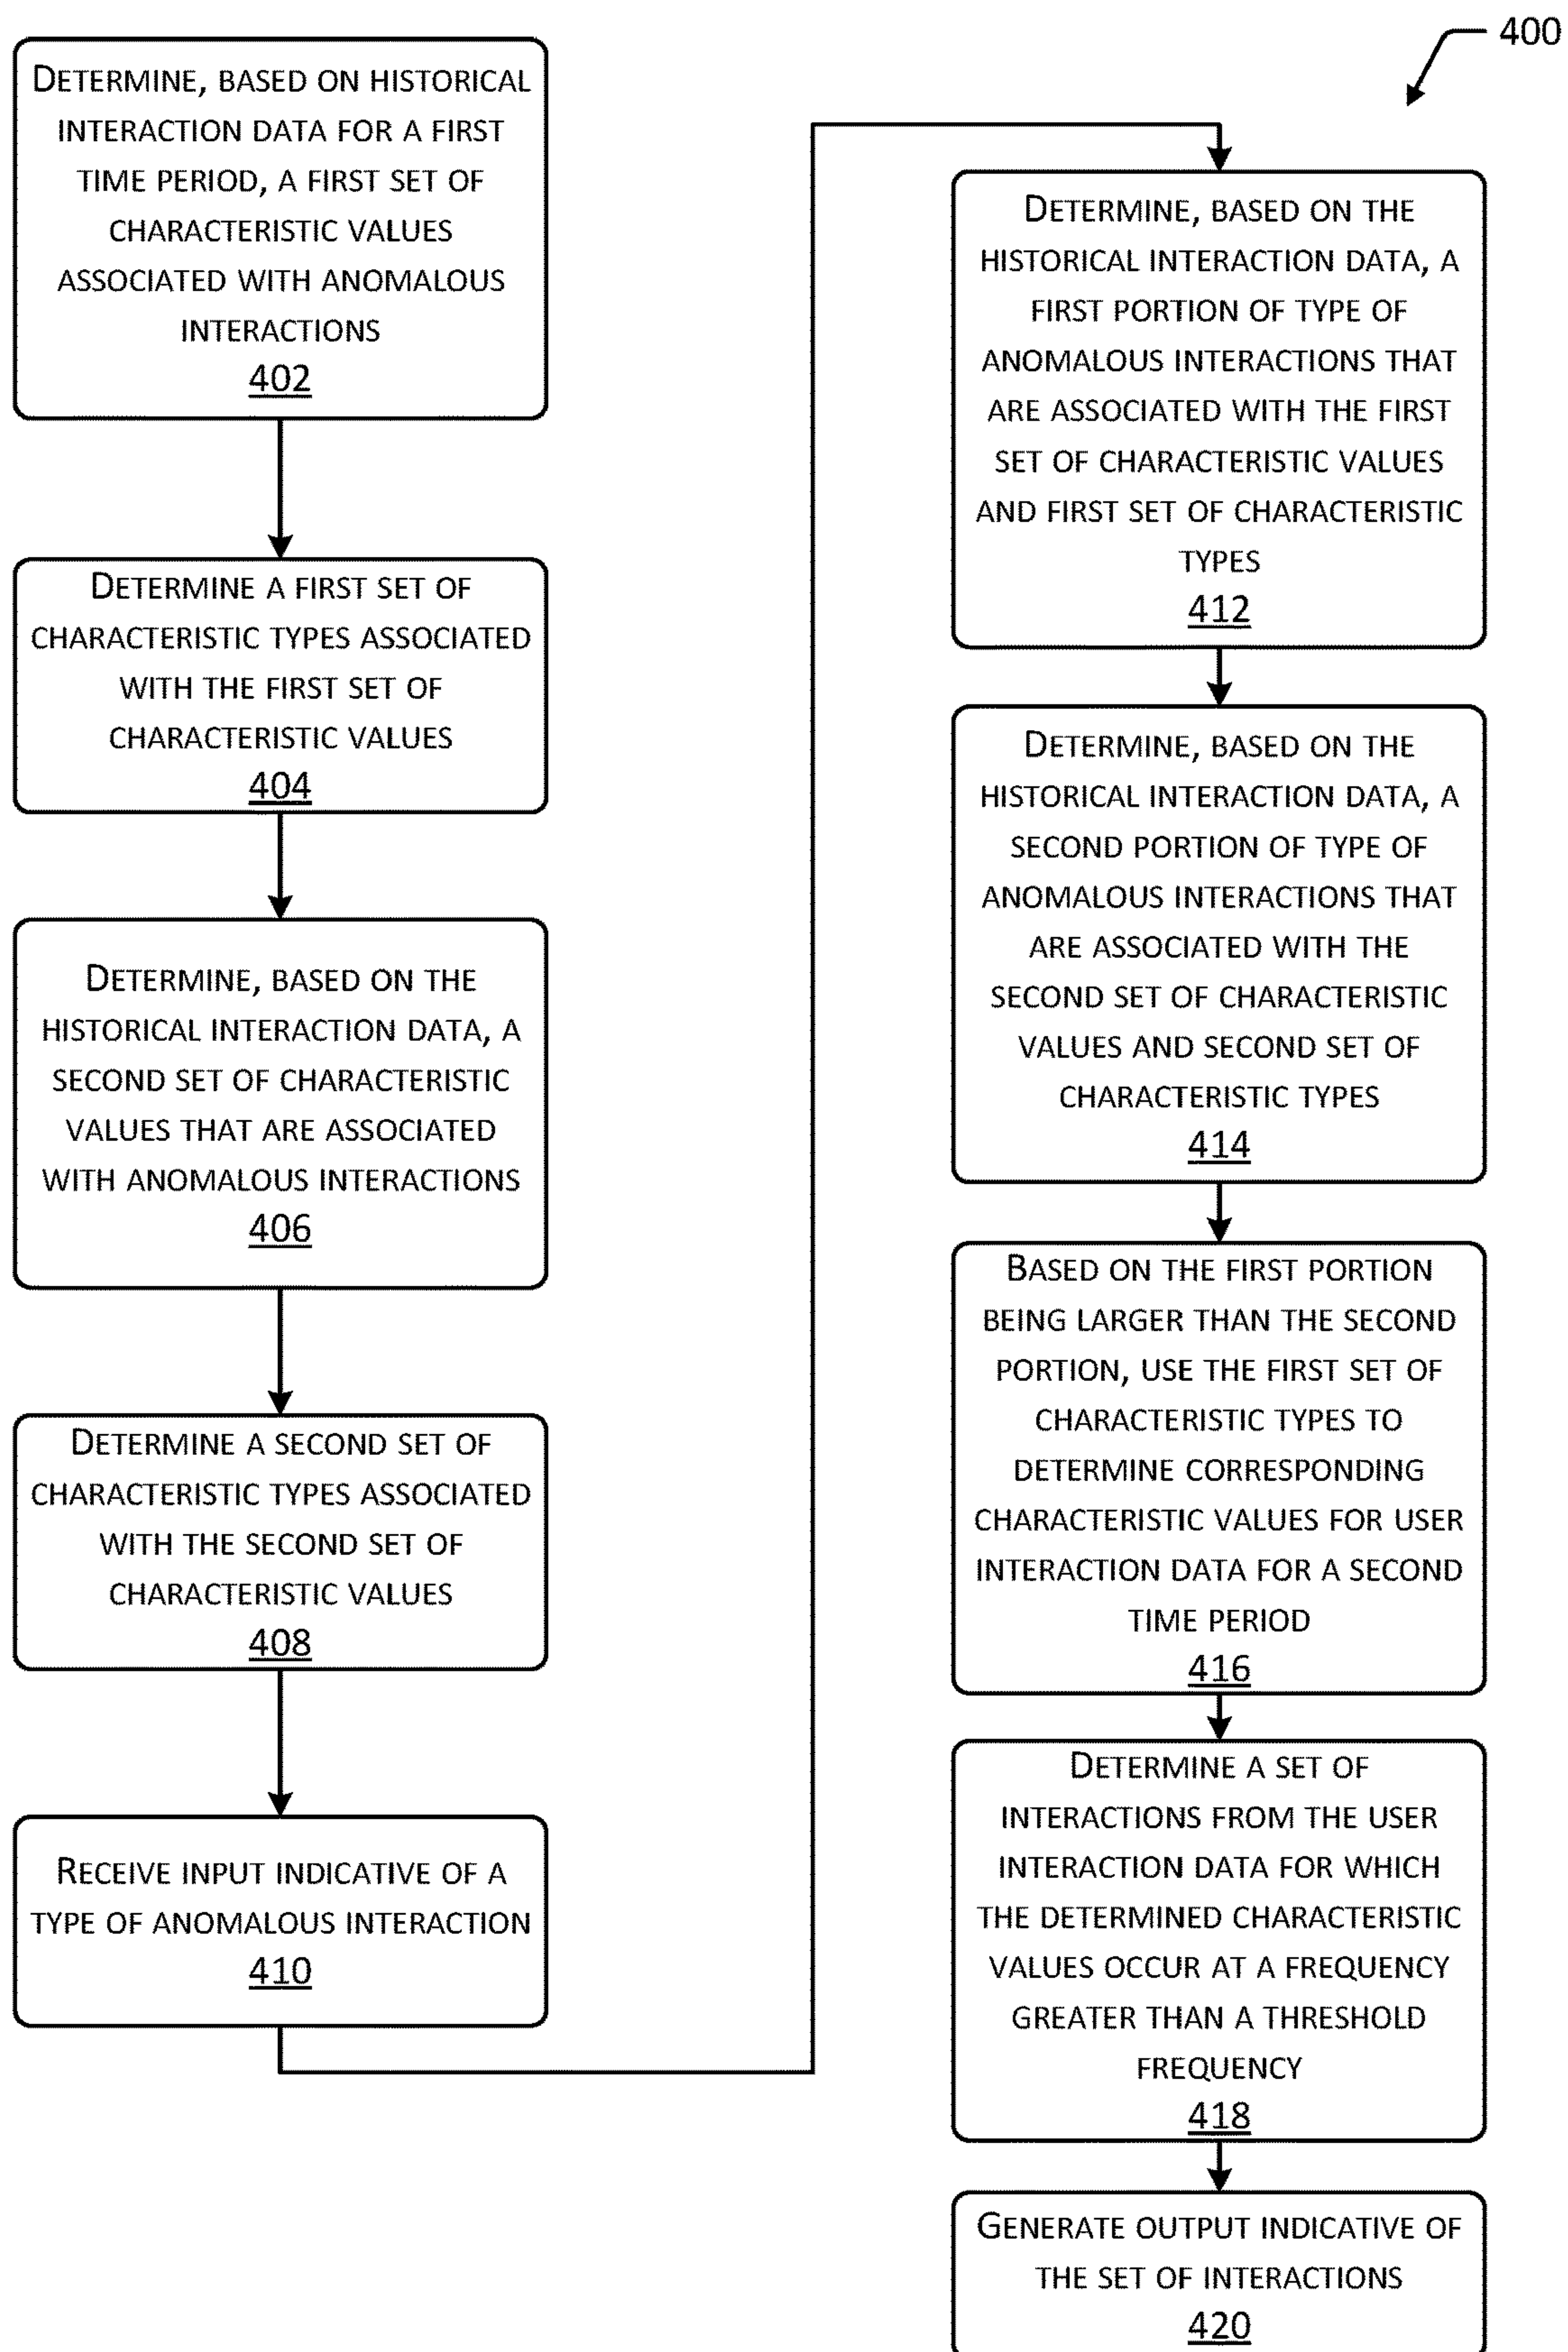 400
DETERMINE, BASED ON HISTORICAL
INTERACTION DATA FOR A FIRST
TIME PERIOD, A FIRST SET OF
CHARACTERISTIC VALUES
ASSOCIATED WITH ANOMALOUS
INTERACTIONS
402
DETERMINE A FIRST SET OF
CHARACTERISTIC TYPES ASSOCIATED
WITH THE FIRST SET OF
CHARACTERISTIC VALUES
404
DETERMINE, BASED ON THE
HISTORICAL INTERACTION DATA, A
SECOND SET OF CHARACTERISTIC
VALUES THAT ARE ASSOCIATED
WITH ANOMALOUS INTERACTIONS
406
DETERMINE A SECOND SET OF
CHARACTERISTIC TYPES ASSOCIATED
WITH THE SECOND SET OF
CHARACTERISTIC VALUES
408
RECEIVE INPUT INDICATIVE OF A
TYPE OF ANOMALOUS INTERACTION
410
DETERMINE, BASED ON THE
HISTORICAL INTERACTION DATA, A
FIRST PORTION OF TYPE OF
ANOMALOUS INTERACTIONS THAT
ARE ASSOCIATED WITH THE FIRST
SET OF CHARACTERISTIC VALUES
AND FIRST SET OF CHARACTERISTIC
TYPES
412
DETERMINE, BASED ON THE
HISTORICAL INTERACTION DATA, A
SECOND PORTION OF TYPE OF
ANOMALOUS INTERACTIONS THAT
ARE ASSOCIATED WITH THE
SECOND SET OF CHARACTERISTIC
VALUES AND SECOND SET OF
CHARACTERISTIC TYPES
414
BASED ON THE FIRST PORTION
BEING LARGER THAN THE SECOND
PORTION, USE THE FIRST SET OF
CHARACTERISTIC TYPES TO
DETERMINE CORRESPONDING
CHARACTERISTIC VALUES FOR USER
INTERACTION DATA FOR A SECOND
TIME PERIOD
416
DETERMINE A SET OF
INTERACTIONS FROM THE USER
INTERACTION DATA FOR WHICH
THE DETERMINED CHARACTERISTIC
VALUES OCCUR AT A FREQUENCY
GREATER THAN A THRESHOLD
FREQUENCY
418
GENERATE OUTPUT INDICATIVE OF
THE SET OF INTERACTIONS
420